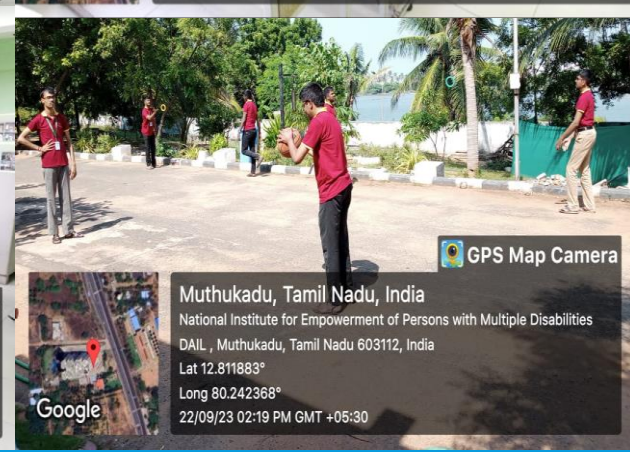 GPS Map Camera
Muthukadu, Tamil Nadu, India
National Institute for Empowerment of Persons with Multiple Disabilities
DAIL , Muthukadu, Tamil Nadu 603112, India
Lat 12.811883°
Long 80.242368°
22/09/23 02:19 PM GMT +05:30
Google